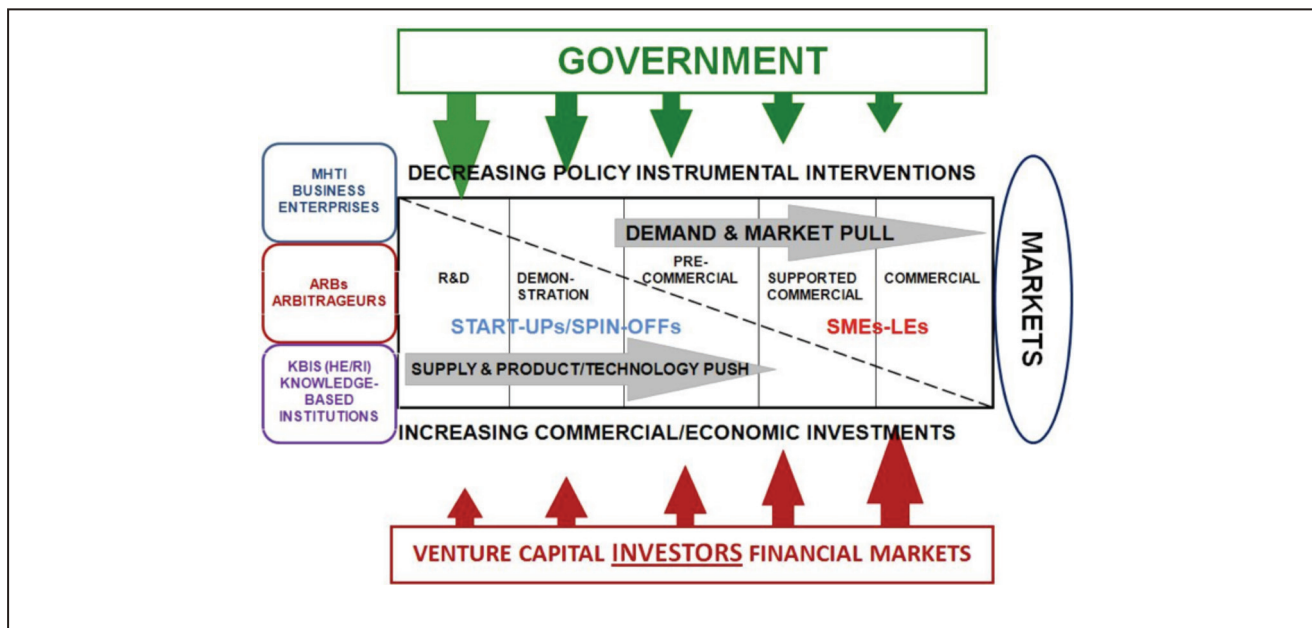 GOVERNMENT
DECREASING POLICY INSTRUMENTAL INTERVENTIONS
MHTI
BUSINESS
ENTERPRISES
ARBs
ARBITRAGEURS
KBIS (HE/RI)
KNOWLEDGE-
BASED
INSTITUTIONS
DEMAND & MARKET PULL
R&D
DEMON-
STRATION
PRE-
COMMERCIAL
SUPPORTED
COMMERCIAL
COMMERCIAL
START-UPs/SPIN-OFFs
SMEs-LEs
SUPPLY & PRODUCT/TECHNOLOGY PUSH
MARKETS
INCREASING COMMERCIAL/ECONOMIC INVESTMENTS
VENTURE CAPITAL INVESTORS FINANCIAL MARKETS